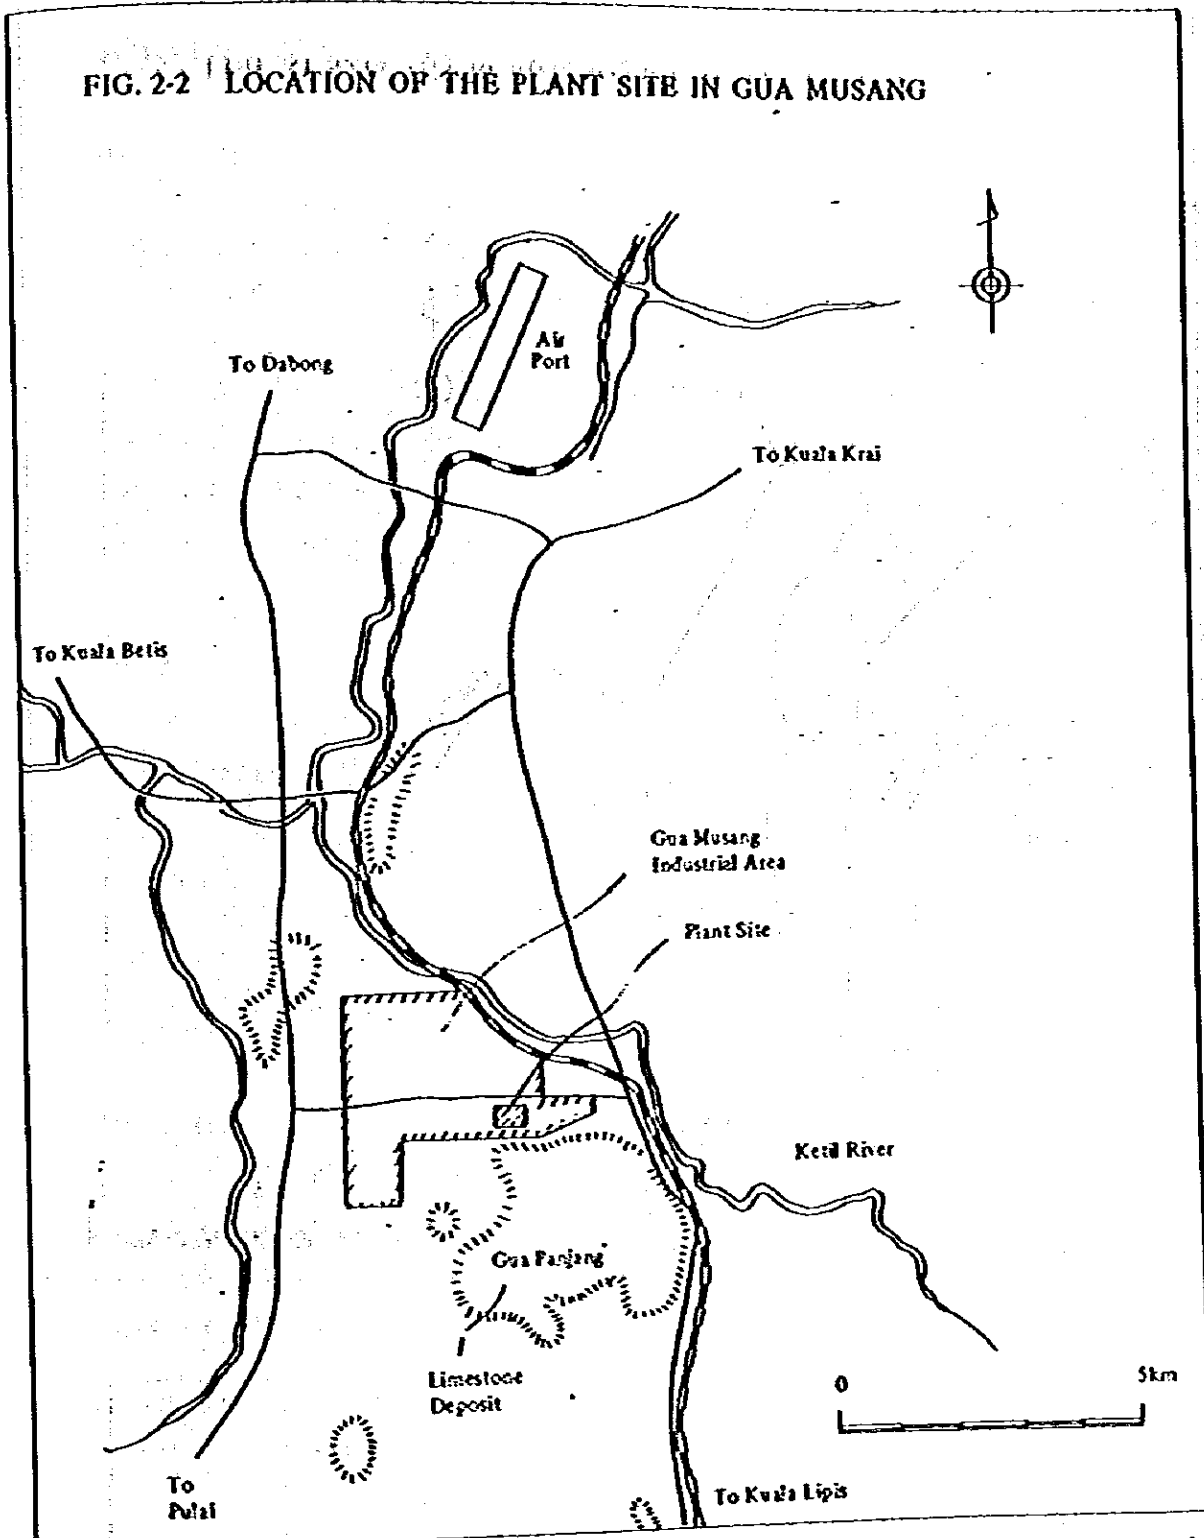 FIG. 2-2 LOCATION OF THE PLANT SITE IN GUA MUSANG
Air
Port
To Dabong
To Kuala Krai
To Kuala Betis
Gua Musang
Industrial Area
Plant Site
Ketil River
Gua Panjang
Limestone
Deposit
0
5km
To
Pulai
To Kuala Lipis